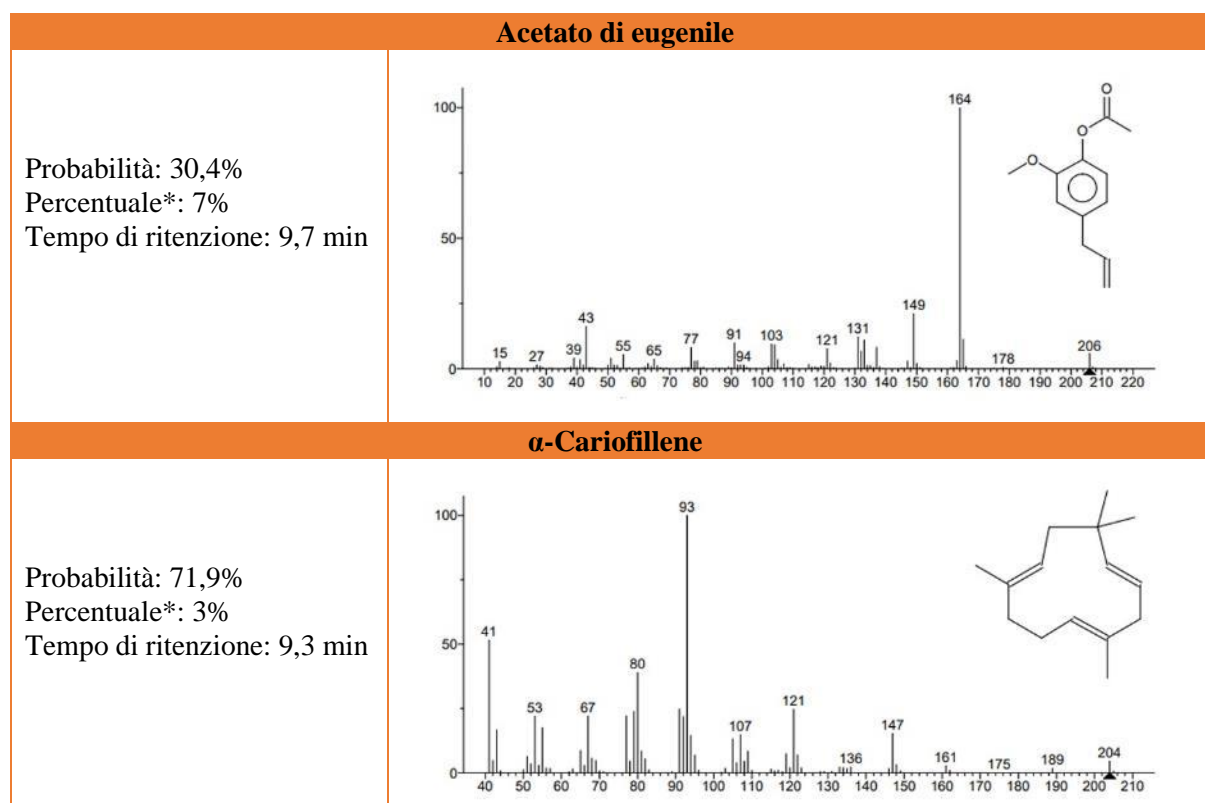 Acetato di eugenile
Probabilità: 30,4%
Percentuale*: 7%
Tempo di ritenzione: 9,7 min
100
50
0
15
27
39
43
55
65
77
91
94
103
121
131
149
164
178
206
10 20 30 40 50 60 70 80 90 100 110 120 130 140 150 160 170 180 190 200 210 220
O
O
O
α-Cariofillene
Probabilità: 71,9%
Percentuale*: 3%
Tempo di ritenzione: 9,3 min
100
50
0
41
53
67
80
93
107
121
136
147
161
175
189
204
40 50 60 70 80 90 100 110 120 130 140 150 160 170 180 190 200 210